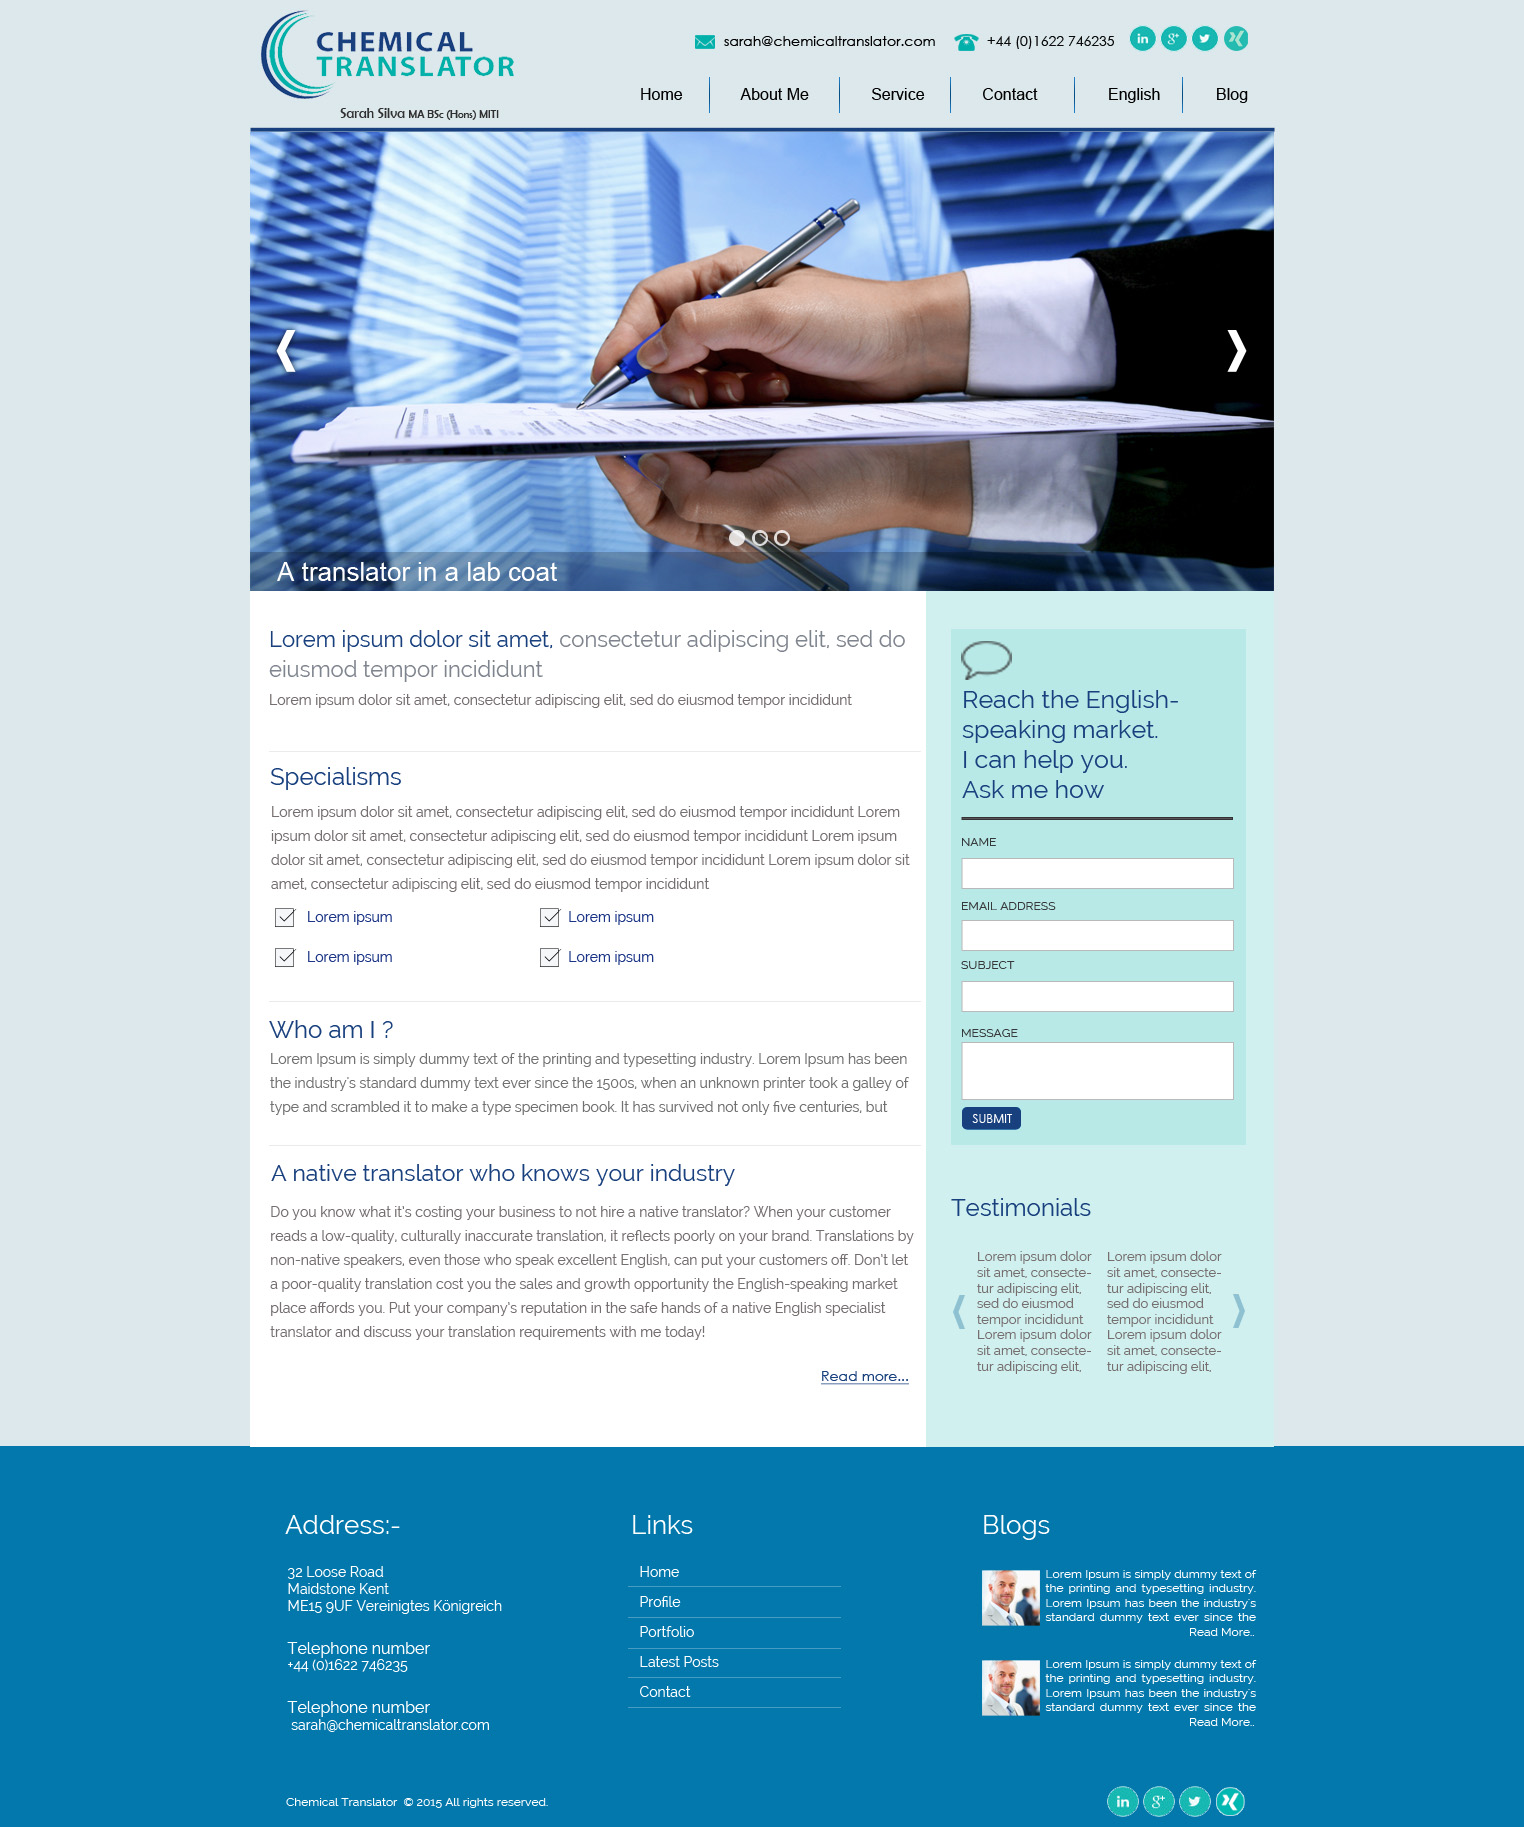 CHEMICAL
TRANSLATOR
Sarah Silva MA BSc (Hons) MITI
sarah@chemicaltranslator.com
+44 (0)1622 746235
in
g+
Home
About Me
Service
Contact
English
Blog
A translator in a lab coat
Lorem ipsum dolor sit amet, consectetur adipiscing elit, sed do
eiusmod tempor incididunt
Lorem ipsum dolor sit amet, consectetur adipiscing elit, sed do eiusmod tempor incididunt
Specialisms
Lorem ipsum dolor sit amet, consectetur adipiscing elit, sed do eiusmod tempor incididunt Lorem
ipsum dolor sit amet, consectetur adipiscing elit, sed do eiusmod tempor incididunt Lorem ipsum
dolor sit amet, consectetur adipiscing elit, sed do eiusmod tempor incididunt Lorem ipsum dolor sit
amet, consectetur adipiscing elit, sed do eiusmod tempor incididunt
Lorem ipsum
Lorem ipsum
Lorem ipsum
Lorem ipsum
Who am I ?
Lorem Ipsum is simply dummy text of the printing and typesetting industry. Lorem Ipsum has been
the industry's standard dummy text ever since the 1500s, when an unknown printer took a galley of
type and scrambled it to make a type specimen book. It has survived not only five centuries, but
A native translator who knows your industry
Do you know what it's costing your business to not hire a native translator? When your customer
reads a low-quality, culturally inaccurate translation, it reflects poorly on your brand. Translations by
non-native speakers, even those who speak excellent English, can put your customers off. Don't let
a poor-quality translation cost you the sales and growth opportunity the English-speaking market
place affords you. Put your company's reputation in the safe hands of a native English specialist
translator and discuss your translation requirements with me today!
Read more...
Reach the English-
speaking market.
I can help you.
Ask me how
NAME
EMAIL ADDRESS
SUBJECT
MESSAGE
SUBMIT
Testimonials
Lorem ipsum dolor
sit amet, consecte-
tur adipiscing elit,
sed do eiusmod
tempor incididunt
Lorem ipsum dolor
sit amet, consecte-
tur adipiscing elit,
Lorem ipsum dolor
sit amet, consecte-
tur adipiscing elit,
sed do eiusmod
tempor incididunt
Lorem ipsum dolor
sit amet, consecte-
tur adipiscing elit,
Address:-
32 Loose Road
Maidstone Kent
ME15 9UF Vereinigtes Königreich
Telephone number
+44 (0)1622 746235
Telephone number
sarah@chemicaltranslator.com
Links
Home
Profile
Portfolio
Latest Posts
Contact
Blogs
Lorem Ipsum is simply dummy text of
the printing and typesetting industry.
Lorem Ipsum has been the industry's
standard dummy text ever since the
Read More..
Lorem Ipsum is simply dummy text of
the printing and typesetting industry.
Lorem Ipsum has been the industry's
standard dummy text ever since the
Read More..
Chemical Translator © 2015 All rights reserved.
in
g+